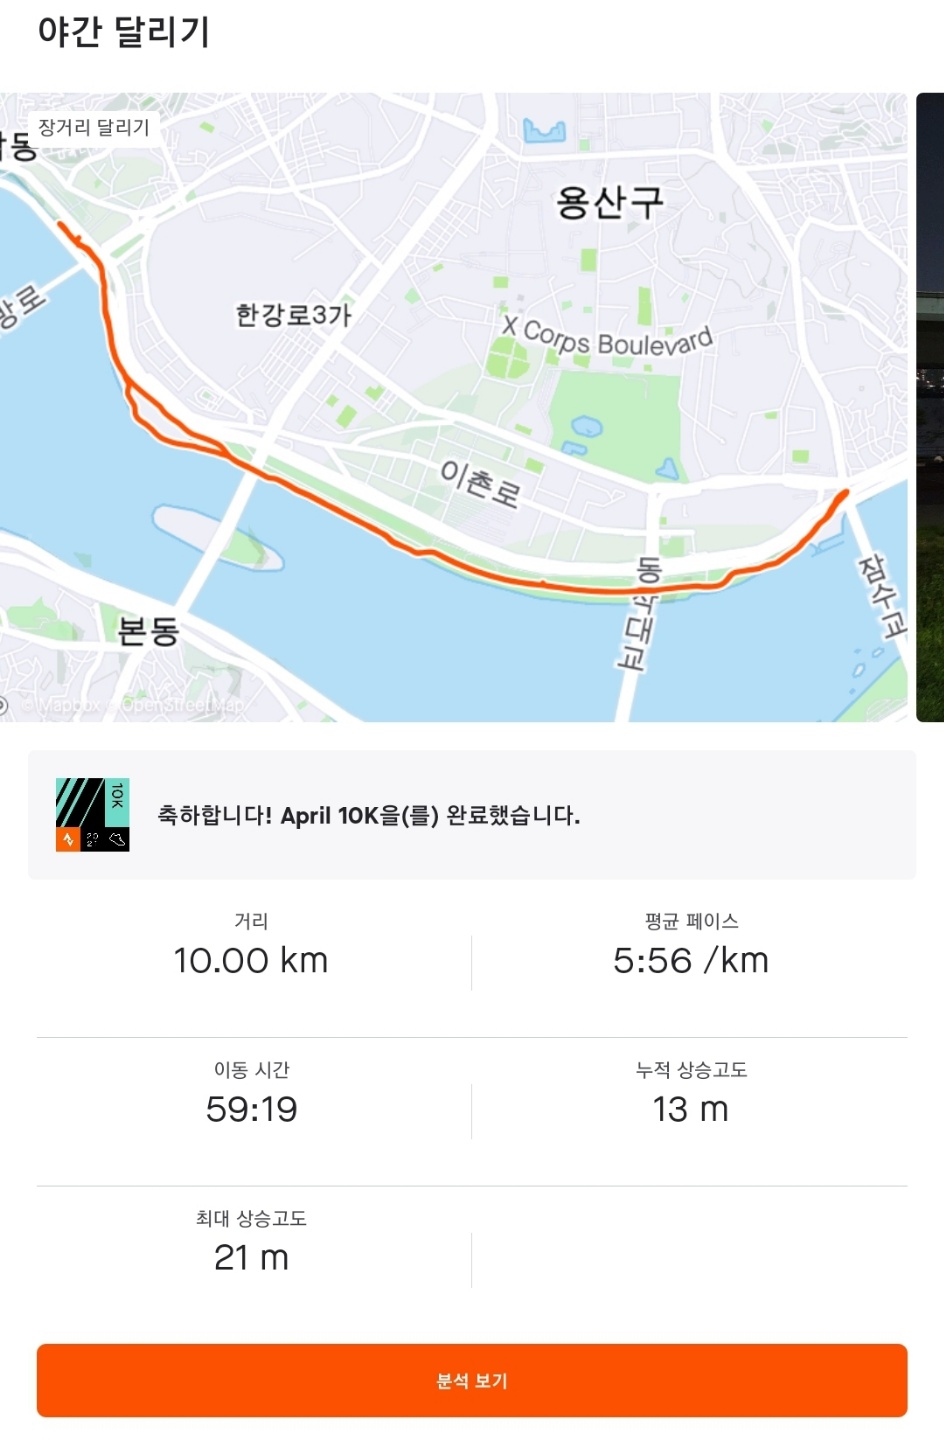 야간 달리기
장거리 달리기
용산구
한강로3가
X Corps Boulevard
이촌로
동작대교
잠수교
본동
© Mapbox © OpenStreetMap
10K
축하합니다! April 10K을(를) 완료했습니다.
거리
평균 페이스
10.00 km
5:56 /km
이동 시간
누적 상승고도
59:19
13 m
최대 상승고도
21 m
분석 보기